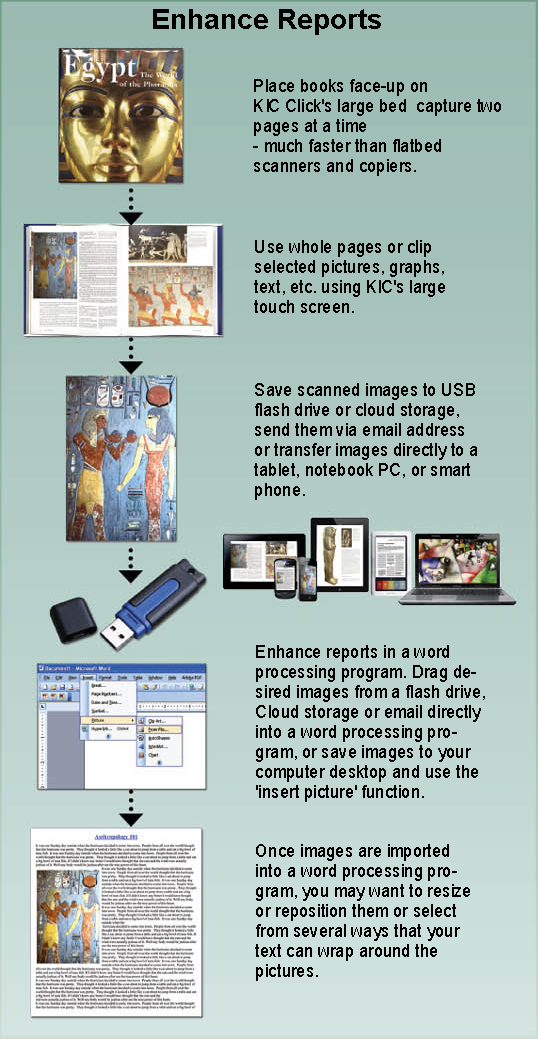 Enhance Reports
Egypt The World
of the Pharaohs
Place books face-up on
KIC Click's large bed capture two
pages at a time
- much faster than flatbed
scanners and copiers.
Use whole pages or clip
selected pictures, graphs,
text, etc. using KIC's large
touch screen.
Save scanned images to USB
flash drive or cloud storage,
send them via email address
or transfer images directly to a
tablet, notebook PC, or smart
phone.
Enhance reports in a word
processing program. Drag de-
sired images from a flash drive,
Cloud storage or email directly
into a word processing pro-
gram, or save images to your
computer desktop and use the
'insert picture' function.
Document1 - Microsoft Word
File Edit View Insert Format Tools Table Window Help Adobe PDF
Break...
Page Numbers...
Date and Time...
Symbol...
Picture
Hyperlink...
Clip Art...
From File...
AutoShapes
WordArt...
Chart
Anthropology 101
Once images are imported
into a word processing pro-
gram, you may want to resize
or reposition them or select
from several ways that your
text can wrap around the
pictures.